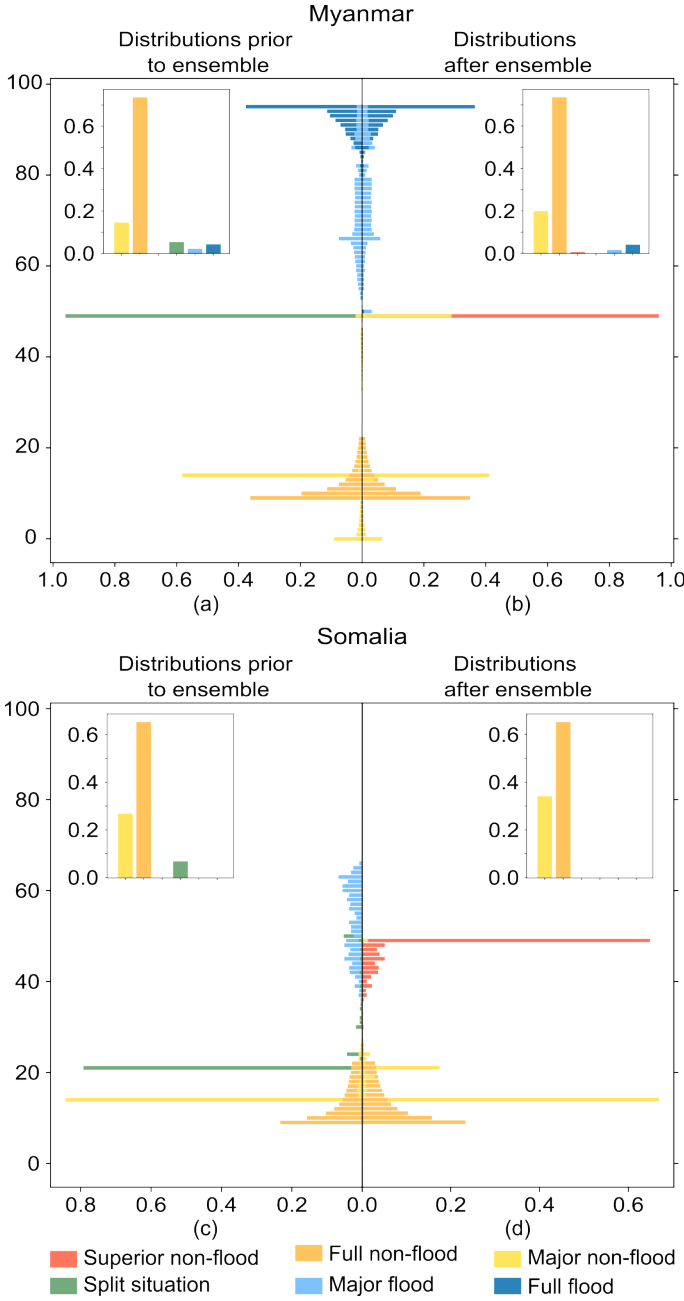 Myanmar
Distributions prior
to ensemble
Distributions
after ensemble
100
80
60
40
20
0
0.6
0.4
0.2
0.0
0.6
0.4
0.2
0.0
1.0 0.8 0.6 0.4 0.2 0.0 0.2 0.4 0.6 0.8 1.0
(a) (b)
Somalia
Distributions prior
to ensemble
Distributions
after ensemble
100
80
60
40
20
0
0.6
0.4
0.2
0.0
0.6
0.4
0.2
0.0
0.8 0.6 0.4 0.2 0.0 0.2 0.4 0.6
(c) (d)
Superior non-flood Full non-flood Major non-flood
Split situation Major flood Full flood